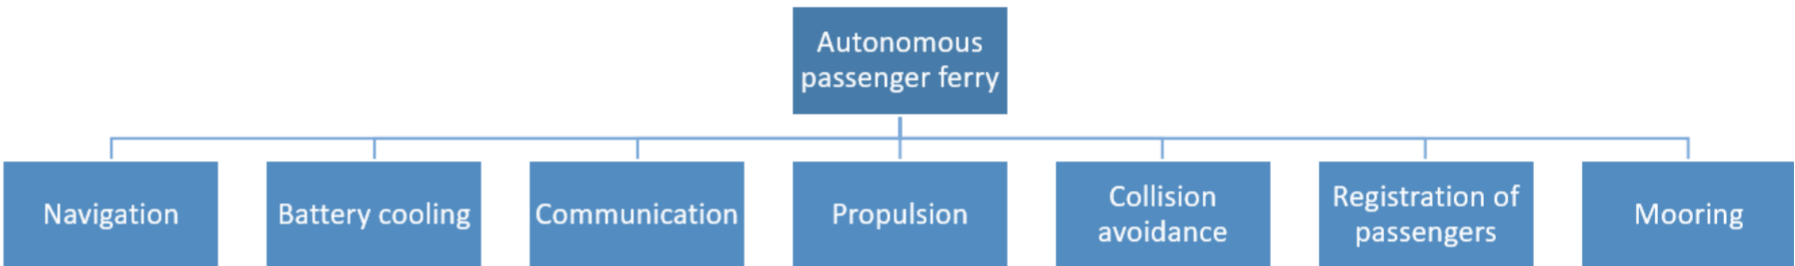 Autonomous
passenger ferry
Navigation
Battery cooling
Communication
Propulsion
Collision
avoidance
Registration of
passengers
Mooring